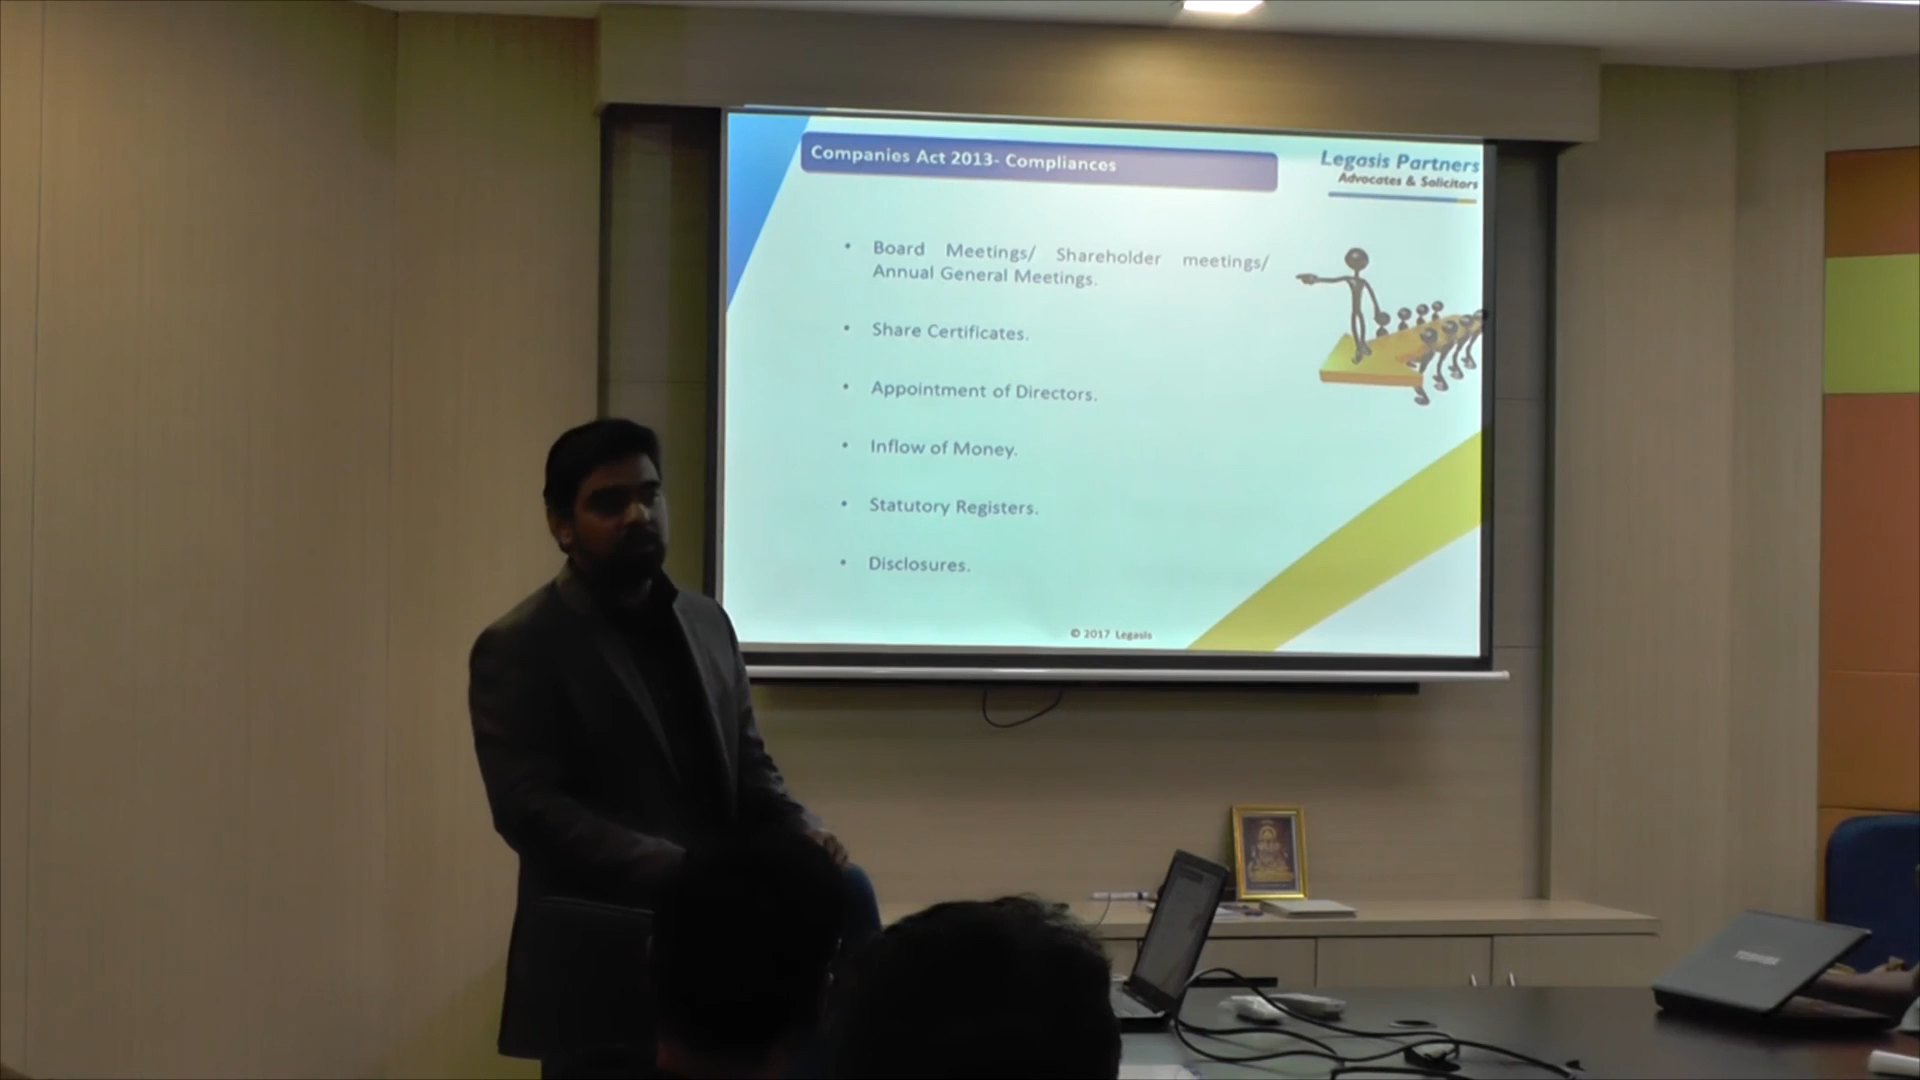 Companies Act 2013- Compliances
Legasis Partners
Advocates & Solicitors
• Board Meetings/ Shareholder meetings/
Annual General Meetings.
• Share Certificates.
• Appointment of Directors.
• Inflow of Money.
• Statutory Registers.
• Disclosures.
© 2017 Legasis